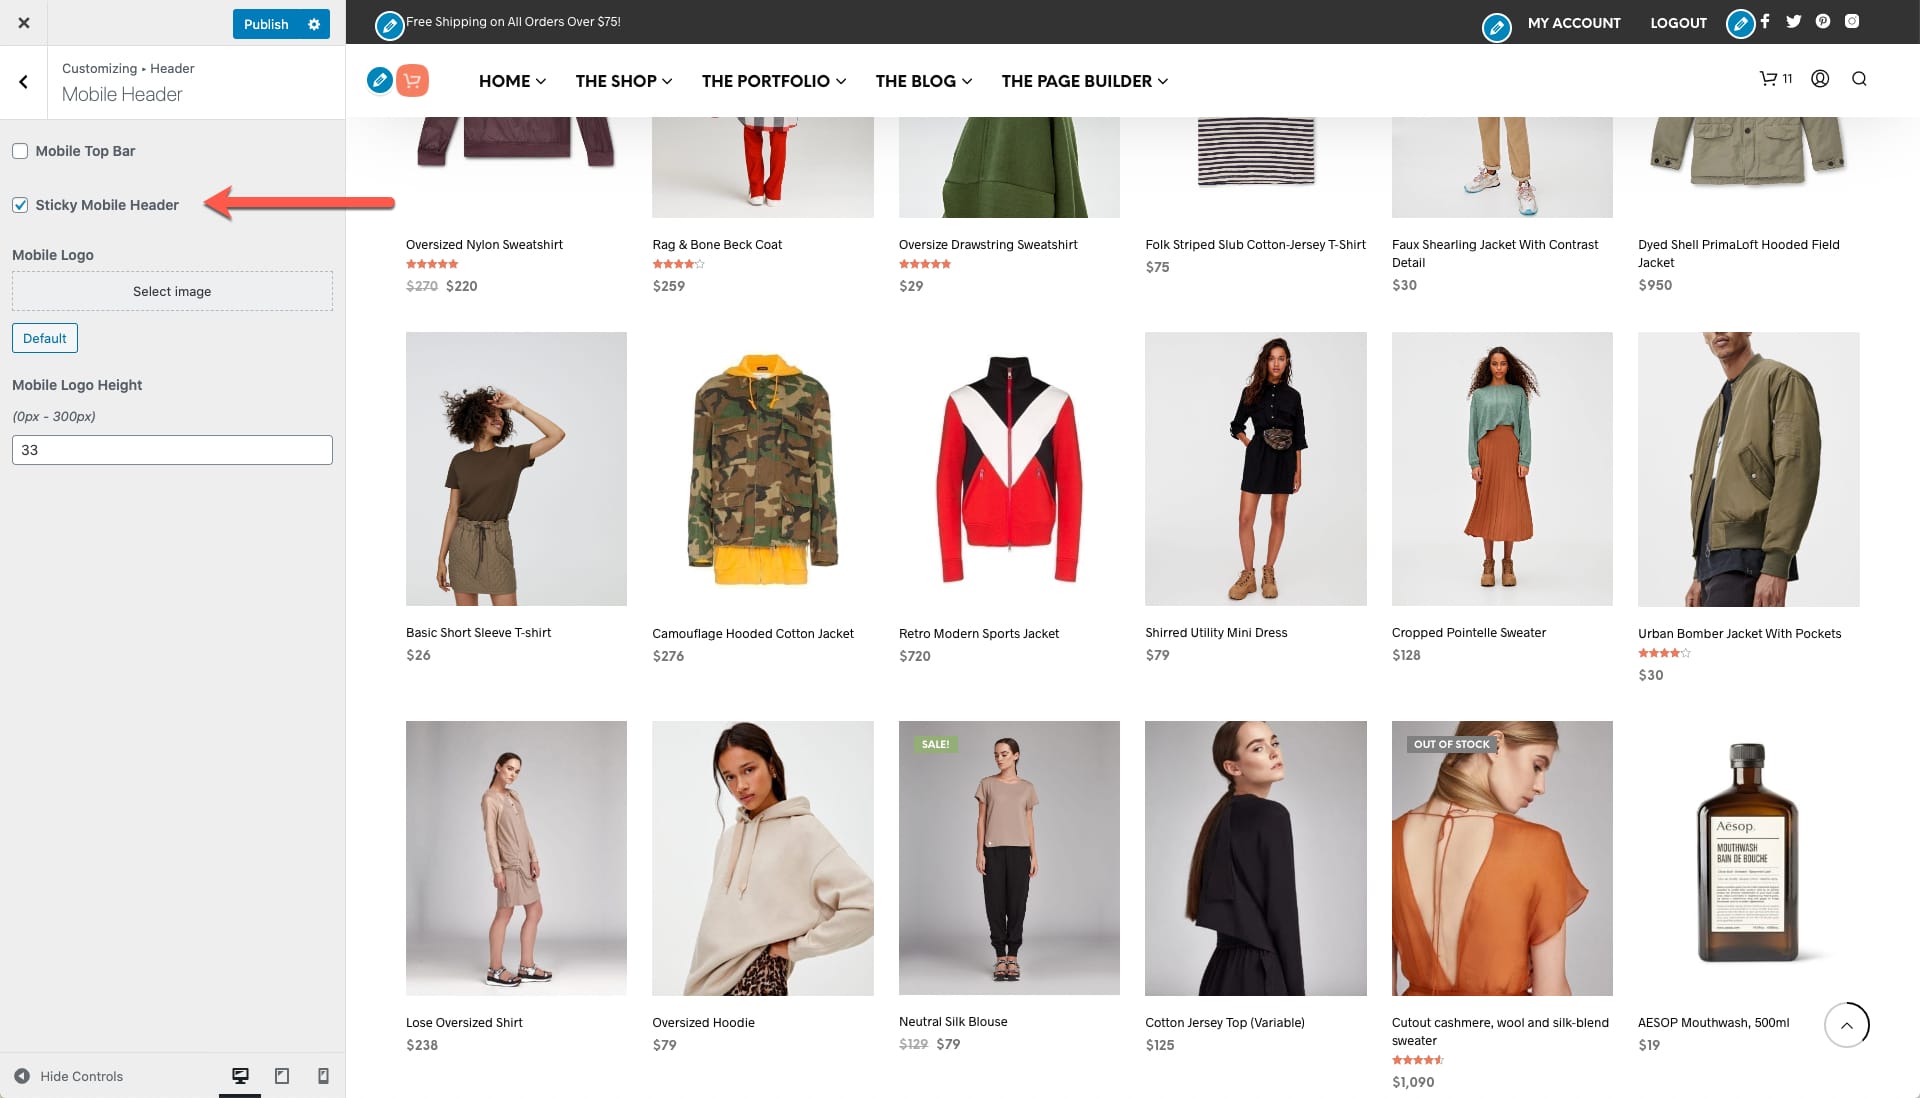 Publish
Customizing ▸ Header
Mobile Header
Mobile Top Bar
Sticky Mobile Header
Mobile Logo
Select image
Default
Mobile Logo Height
(0px - 300px)
33
Hide Controls
Free Shipping on All Orders Over $75!
MY ACCOUNT
LOGOUT
HOME
THE SHOP
THE PORTFOLIO
THE BLOG
THE PAGE BUILDER
11
Oversized Nylon Sweatshirt
$270 $220
Rag & Bone Beck Coat
$259
Oversize Drawstring Sweatshirt
$29
Folk Striped Slub Cotton-Jersey T-Shirt
$75
Faux Shearling Jacket With Contrast
Detail
$30
Dyed Shell PrimaLoft Hooded Field
Jacket
$950
Basic Short Sleeve T-shirt
$26
Camouflage Hooded Cotton Jacket
$276
Retro Modern Sports Jacket
$720
Shirred Utility Mini Dress
$79
Cropped Pointelle Sweater
$128
Urban Bomber Jacket With Pockets
$30
Lose Oversized Shirt
$238
Oversized Hoodie
$79
SALE!
Neutral Silk Blouse
$129 $79
Cotton Jersey Top (Variable)
$125
OUT OF STOCK
Cutout cashmere, wool and silk-blend
sweater
$1,090
Aēsop.
MOUTHWASH
BAIN DE BOUCHE
AESOP Mouthwash, 500ml
$19